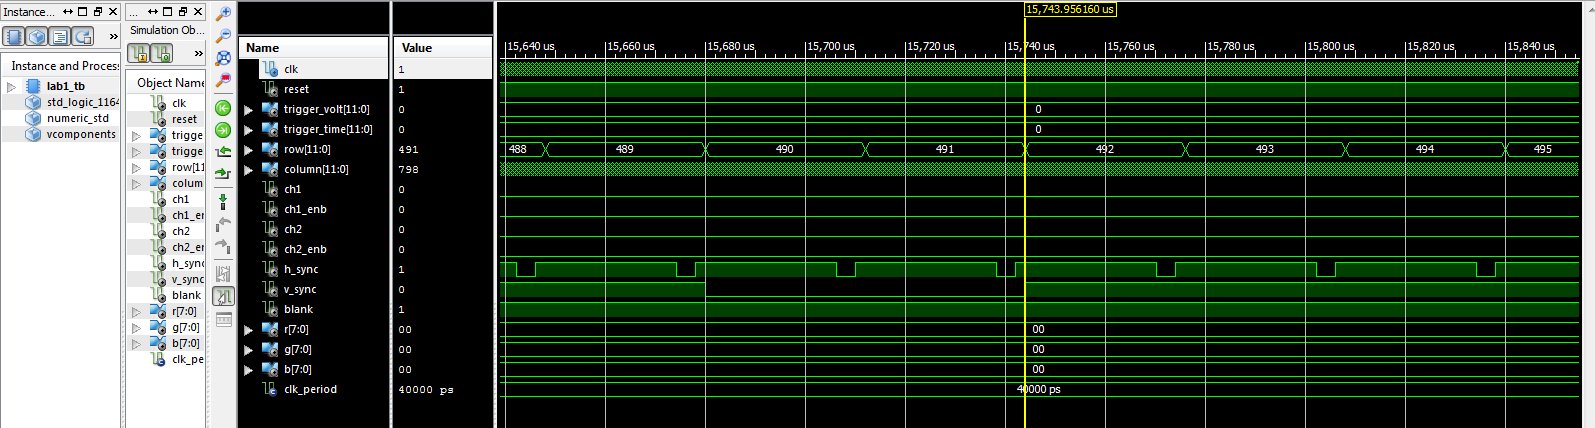 Instance... ↔ □ ₽ × ... ↔ □ ₽ ×
Simulation Ob...
»
»
Instance and Process
lab1_tb
std_logic_1164
numeric_std
vcomponents
Object Name
clk
reset
trigge
trigge
row[11
colum
ch1
ch1_en
ch2
ch2_er
h_sync
v_sync
blank
r[7:0]
g[7:0]
b[7:0]
clk_pe
Name Value
clk 1
reset 1
trigger_volt[11:0] 0
trigger_time[11:0] 0
row[11:0] 491
column[11:0] 798
ch1 0
ch1_enb 0
ch2 0
ch2_enb 0
h_sync 1
v_sync 0
blank 1
r[7:0] 00
g[7:0] 00
b[7:0] 00
clk_period 40000 ps
15,743.956160 us
15,640 us 15,660 us 15,680 us 15,700 us 15,720 us 15,740 us 15,760 us 15,780 us 15,800 us 15,820 us 15,840 us
0
0
488 489 490 491 492 493 494 495
00
00
00
40000 ps